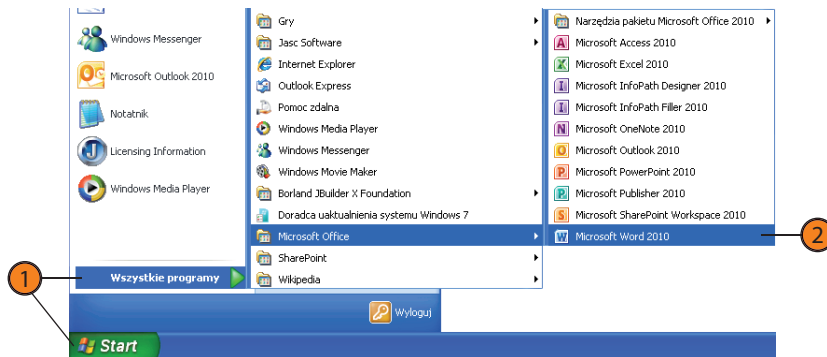 Windows Messenger
Microsoft Outlook 2010
Notatnik
Licensing Information
Windows Media Player
Wszystkie programy
Gry
Jasc Software
Internet Explorer
Outlook Express
Pomoc zdalna
Windows Media Player
Windows Messenger
Windows Movie Maker
Borland JBuilder X Foundation
Doradca uaktualnienia systemu Windows 7
Microsoft Office
SharePoint
Wikipedia
Narzędzia pakietu Microsoft Office 2010
Microsoft Access 2010
Microsoft Excel 2010
Microsoft InfoPath Designer 2010
Microsoft InfoPath Filler 2010
Microsoft OneNote 2010
Microsoft Outlook 2010
Microsoft PowerPoint 2010
Microsoft Publisher 2010
Microsoft SharePoint Workspace 2010
Microsoft Word 2010
Wyloguj
Start
1
2